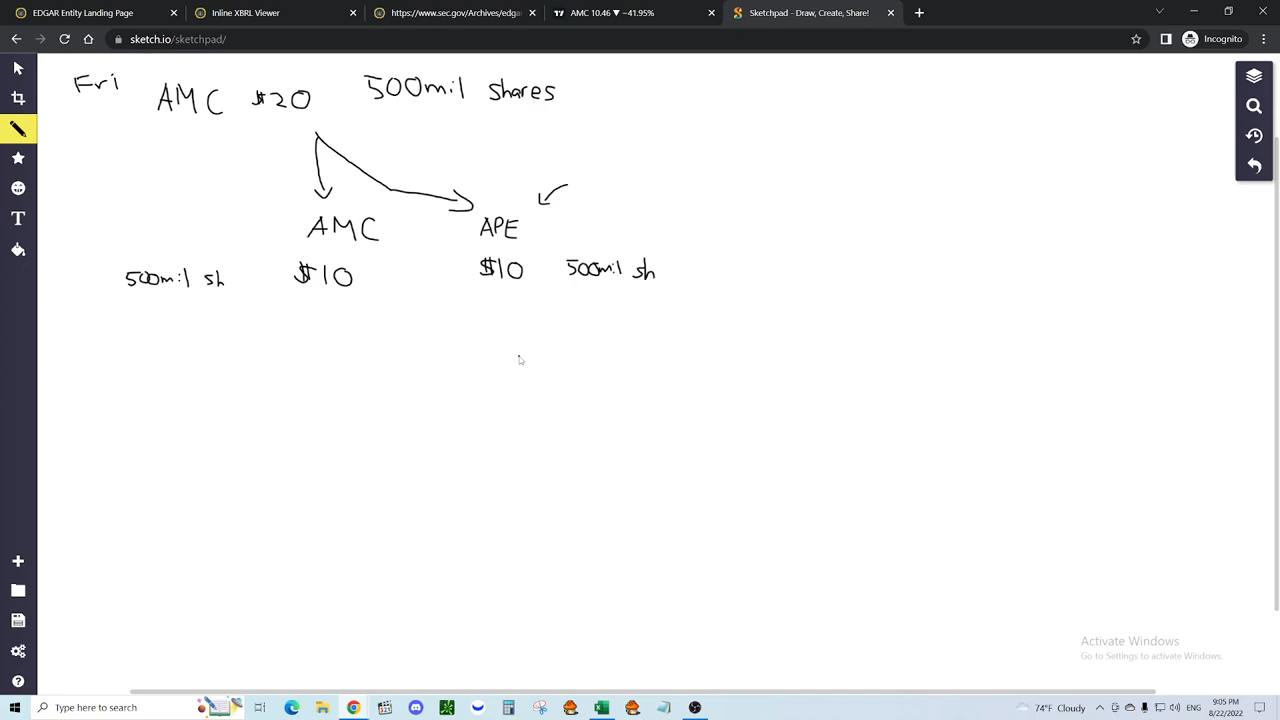 EDGAR Entity Landing Page
Inline XBRL Viewer
https://www.sec.gov/Archives/edga
AMC 10.46 ▼ −41.95%
Sketchpad - Draw, Create, Share!
sketch.io/sketchpad/
Incognito
Fri AMC $20 500mil shares
AMC APE
500mil sh $10 $10 500mil sh
Activate Windows
Go to Settings to activate Windows.
Type here to search
74°F Cloudy
ENG
9:05 PM
8/22/2022